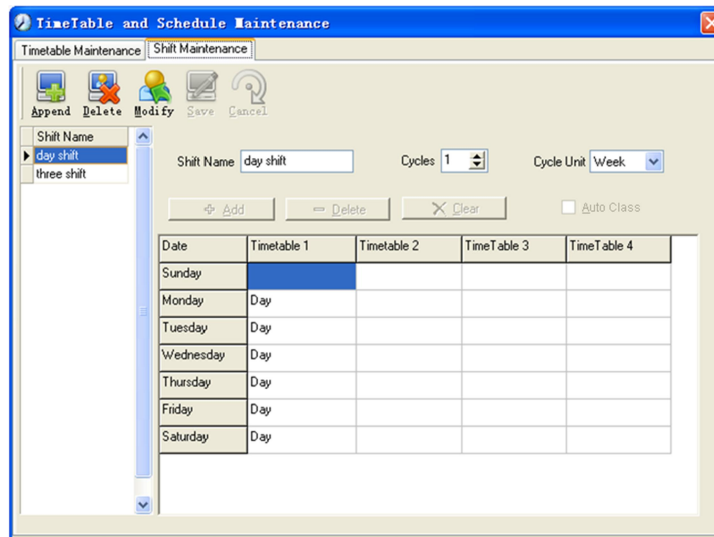 TimeTable and Schedule Maintenance
Timetable Maintenance Shift Maintenance
Append Delete Modify Save Cancel
Shift Name
day shift
three shift
Shift Name day shift Cycles 1 Cycle Unit Week
Add Delete Clear Auto Class
Date Timetable 1 Timetable 2 TimeTable 3 TimeTable 4
Sunday
Monday Day
Tuesday Day
Wednesday Day
Thursday Day
Friday Day
Saturday Day